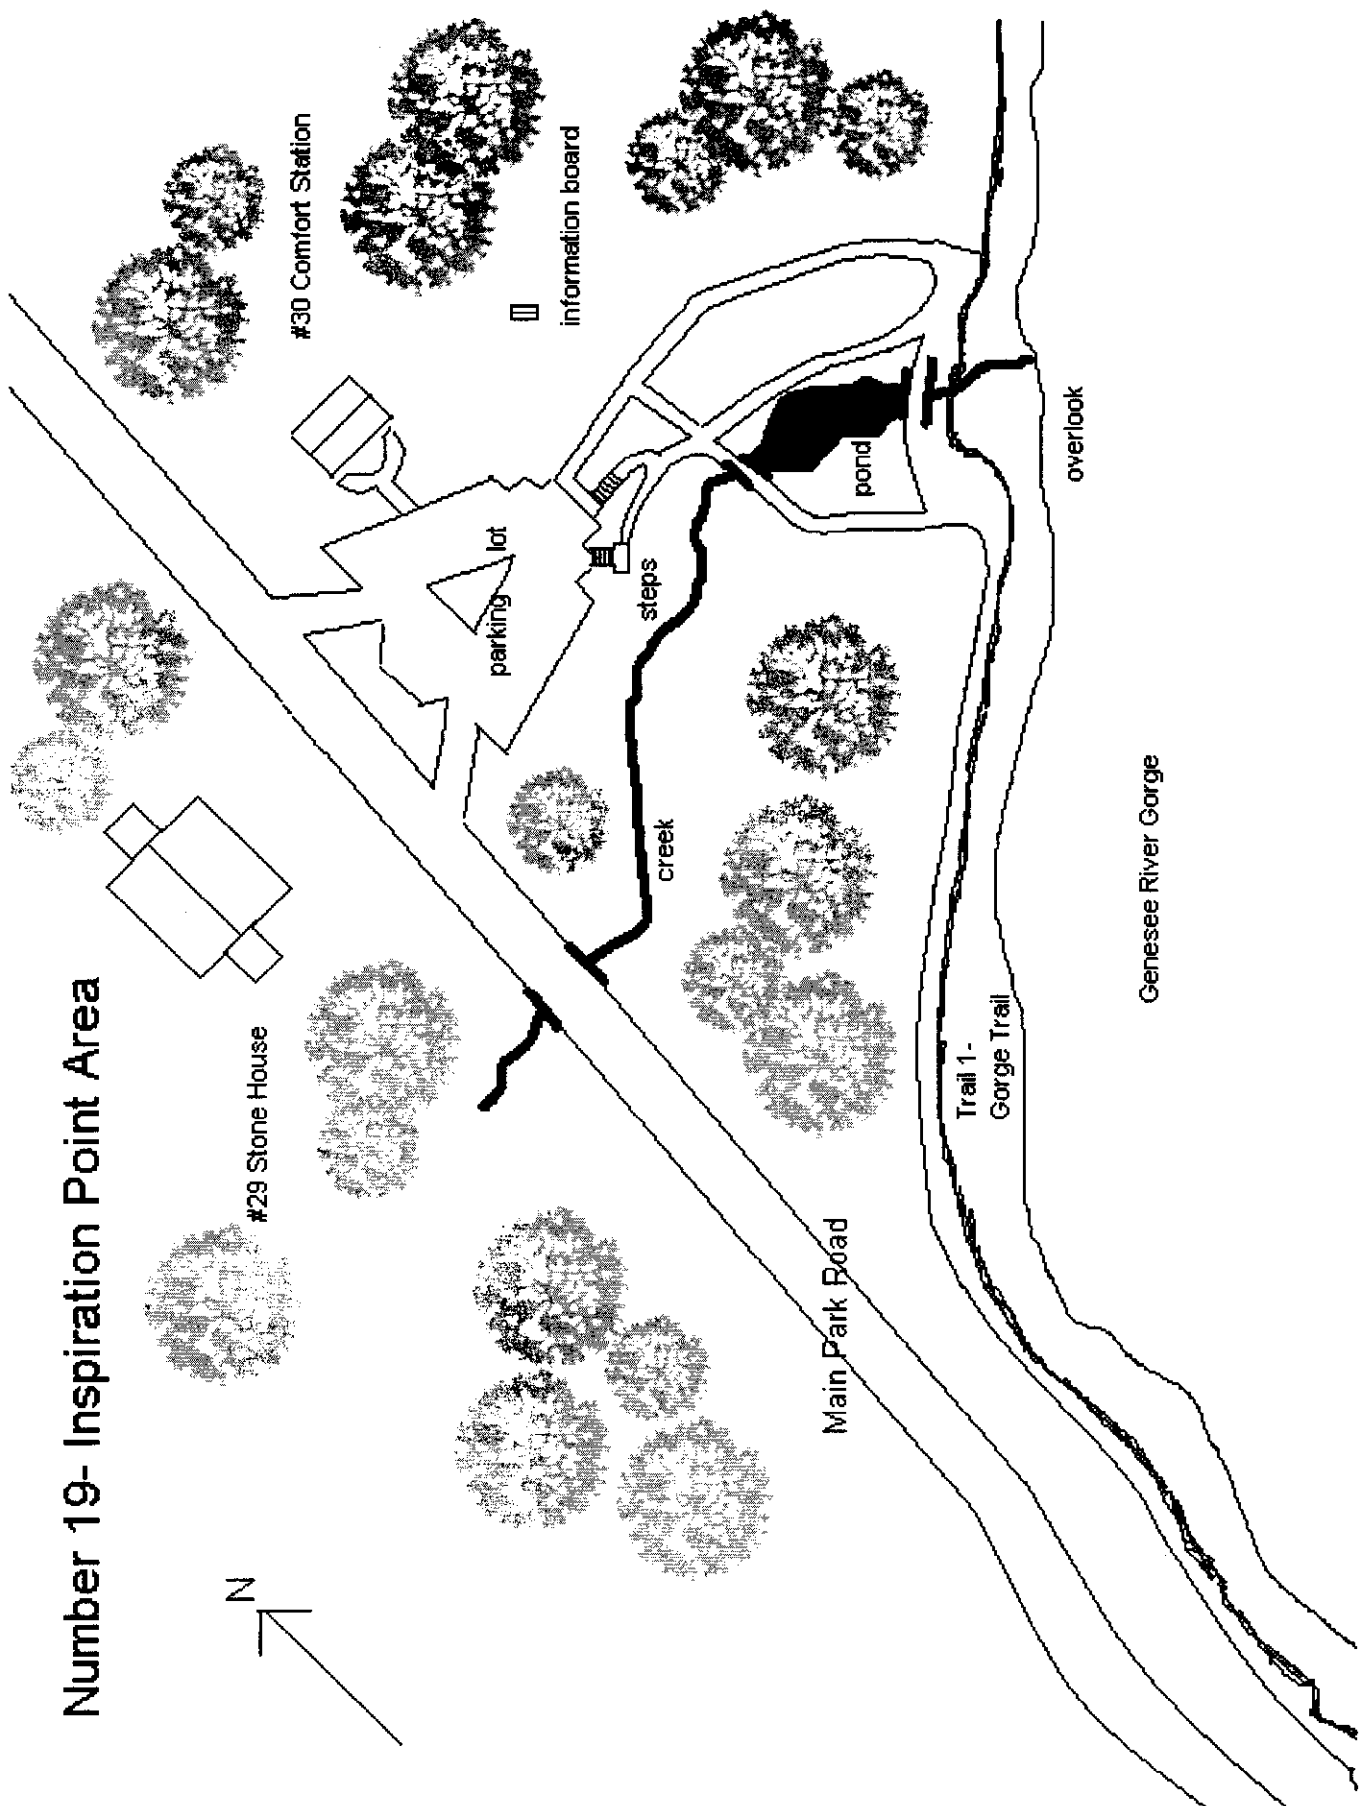 Number 19- Inspiration Point Area
N
#29 Stone House
#30 Comfort Station
information board
parking lot
steps
creek
pond
overlook
Main Park Road
Trail 1-
Gorge Trail
Genesee River Gorge